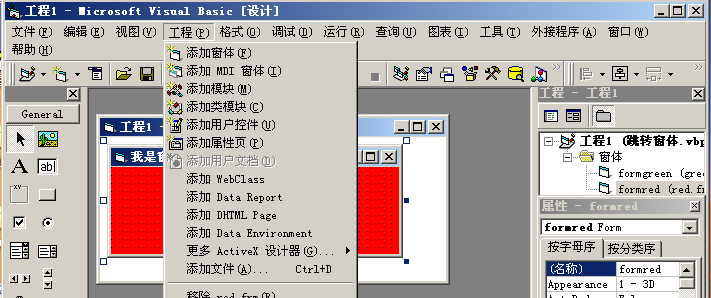 工程1 - Microsoft Visual Basic [设计]
文件(F) 编辑(E) 视图(V) 工程(P) 格式(O) 调试(D) 运行(R) 查询(U) 图表(I) 工具(T) 外接程序(A) 窗口(W)
帮助(H)
General
A
ab
xv
工程1 -
我是
添加窗体(F)
添加 MDI 窗体(I)
添加模块(M)
添加类模块(C)
添加用户控件(U)
添加属性页(P)
添加用户文档(D)
添加 WebClass
添加 Data Report
添加 DHTML Page
添加 Data Environment
更多 ActiveX 设计器(G)...
添加文件(A)... Ctrl+D
移除 red.frm(R)
工程 - 工程1
工程1 (跳转窗体.vbp
窗体
formgreen (gree
formred (red.fr
属性 - formred
formred Form
按字母序 按分类序
(名称) formred
Appearance 1 - 3D